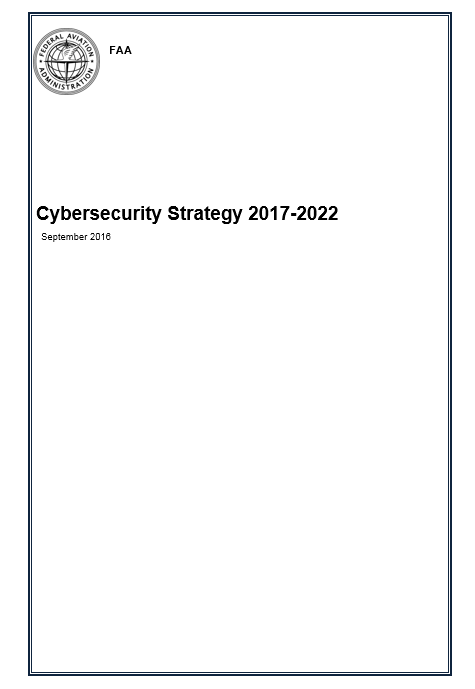 FEDERAL AVIATION
ADMINISTRATION
FAA
Cybersecurity Strategy 2017-2022
September 2016